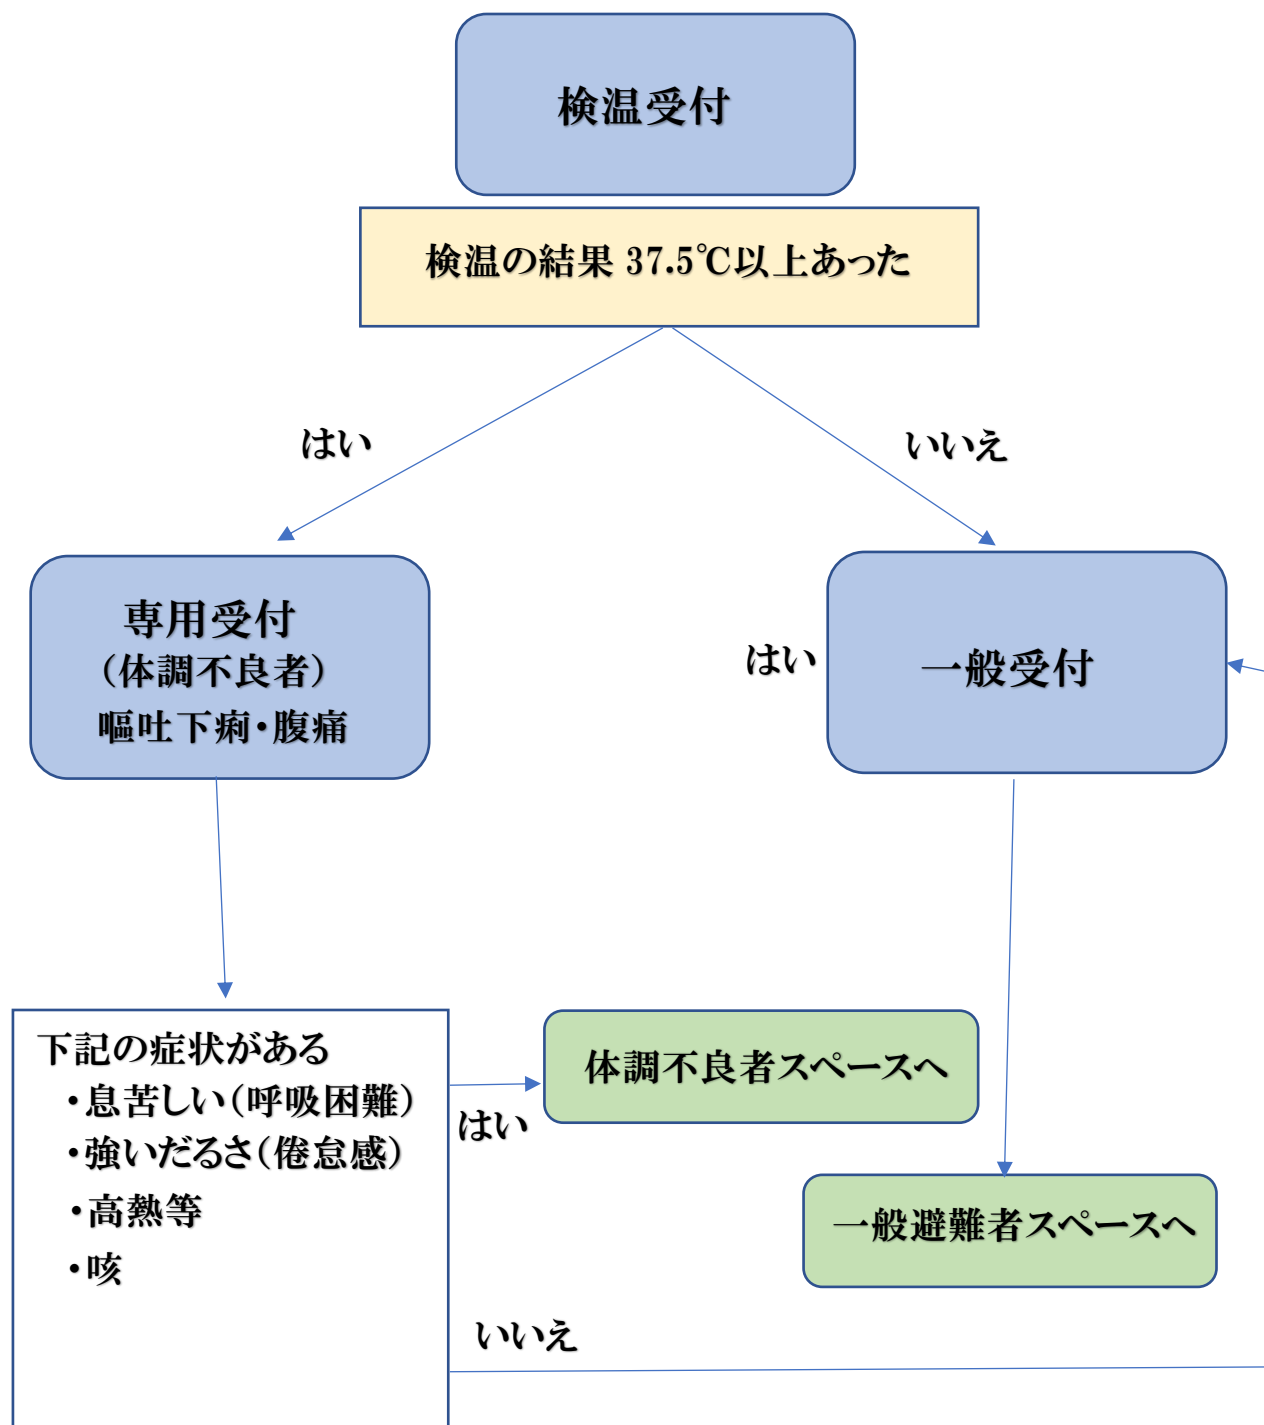 検温受付
検温の結果 37.5℃以上あった
はい
いいえ
専用受付
（体調不良者）
嘔吐下痢・腹痛
はい
一般受付
下記の症状がある
・息苦しい（呼吸困難）
・強いだるさ（倦怠感）
・高熱等
・咳
はい
体調不良者スペースへ
一般避難者スペースへ
いいえ